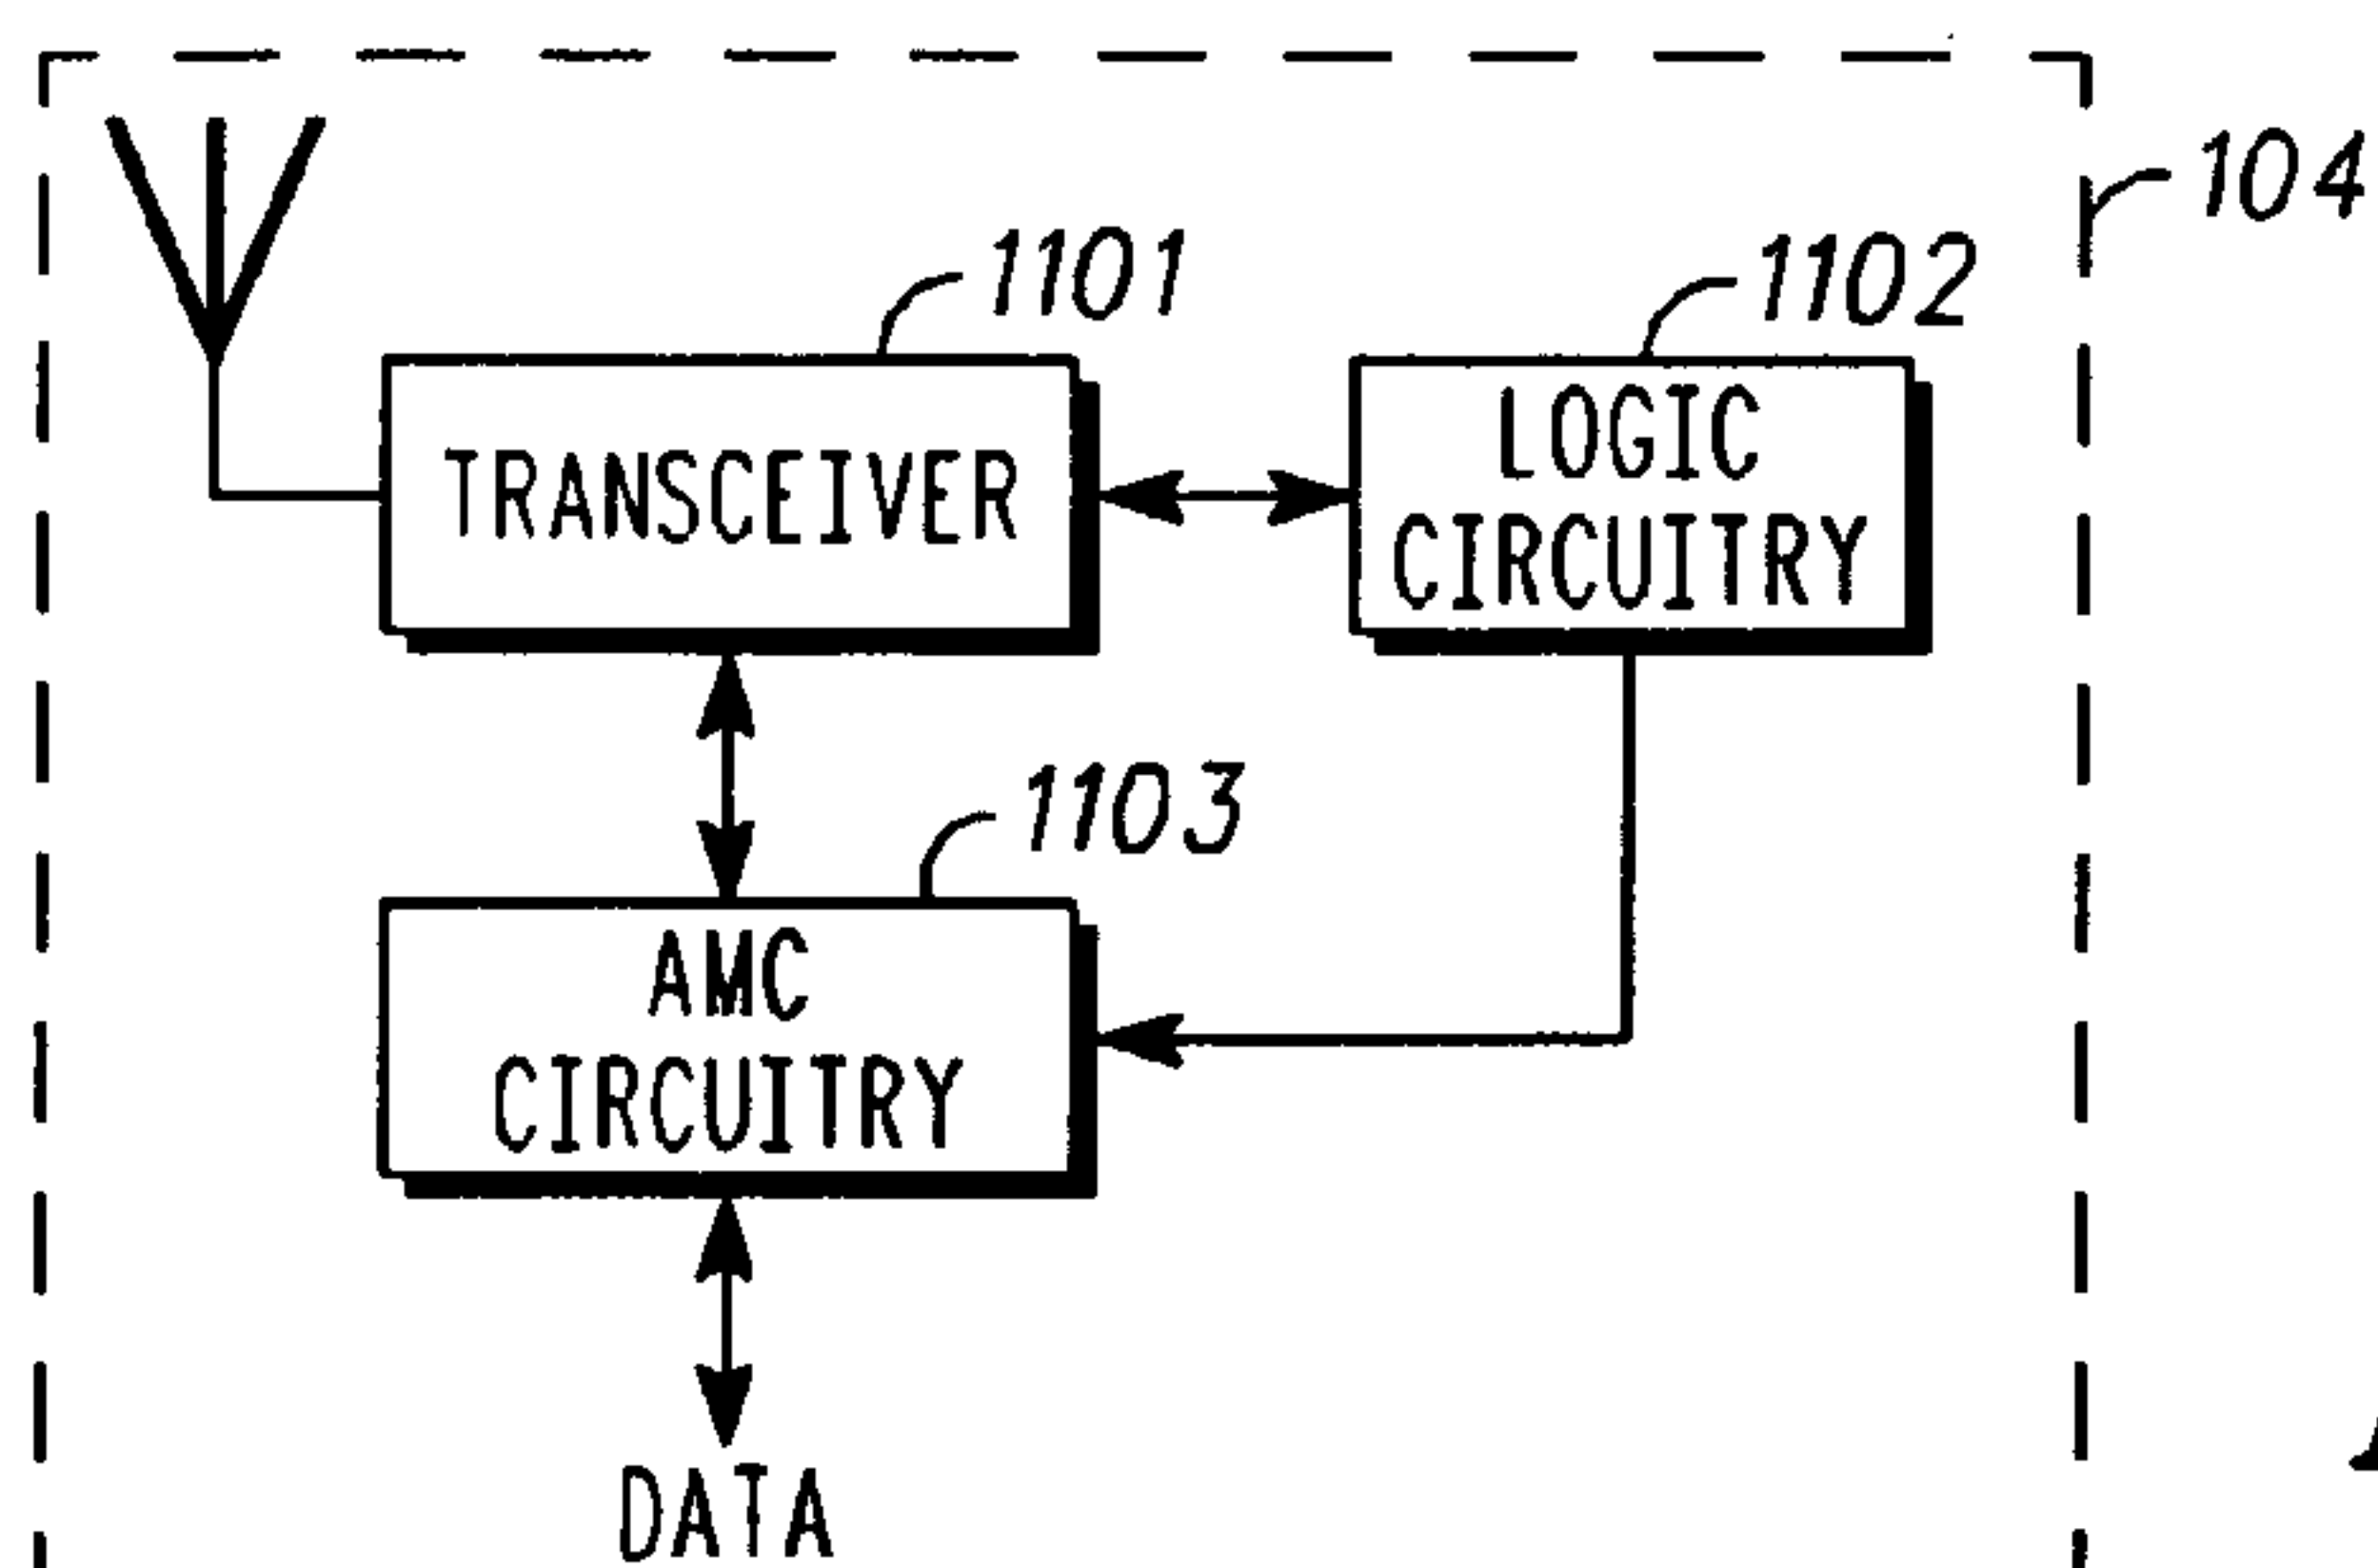 104
1101
1102
TRANSCEIVER
LOGIC
CIRCUITRY
1103
AMC
CIRCUITRY
DATA